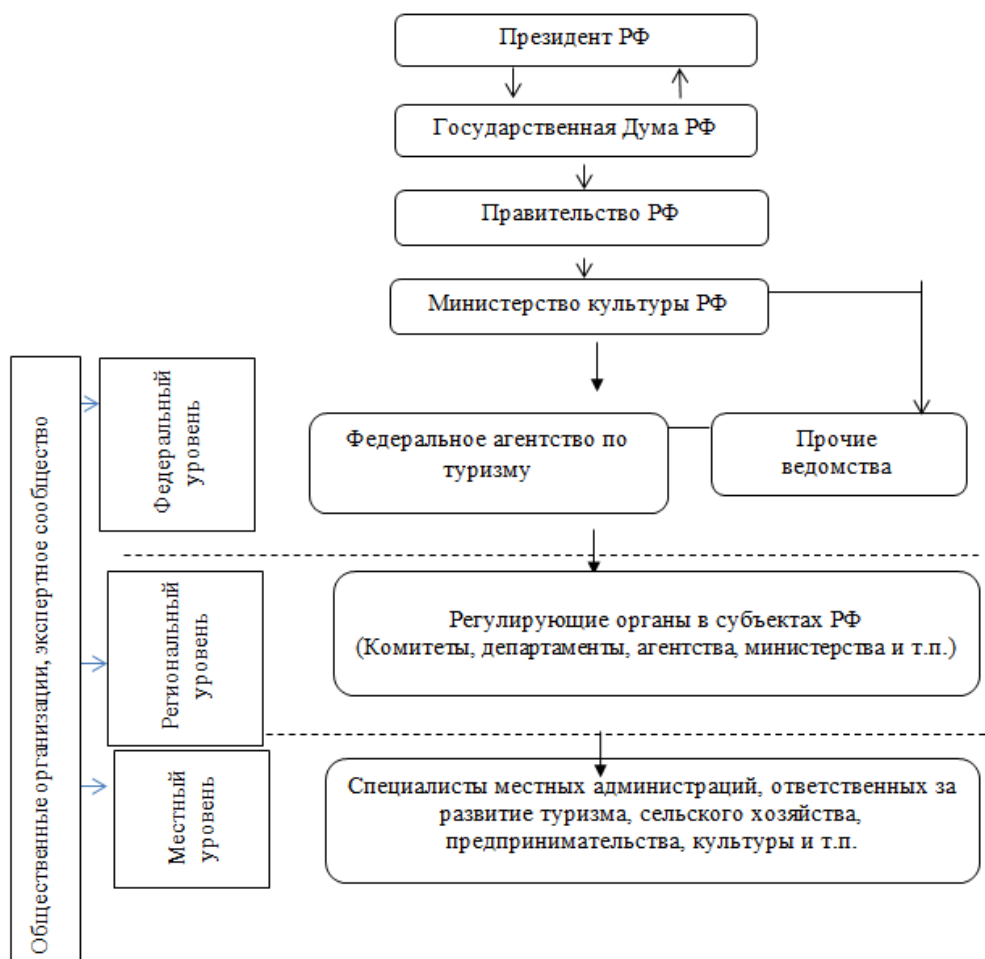 Президент РФ
Государственная Дума РФ
Правительство РФ
Министерство культуры РФ
Федеральное агентство по
туризму
Прочие
ведомства
Общественные организации, экспертное сообщество
Федеральный
уровень
Региональный
уровень
Регулирующие органы в субъектах РФ
(Комитеты, департаменты, агентства, министерства и т.п.)
Местный
уровень
Специалисты местных администраций, ответственных за
развитие туризма, сельского хозяйства,
предпринимательства, культуры и т.п.